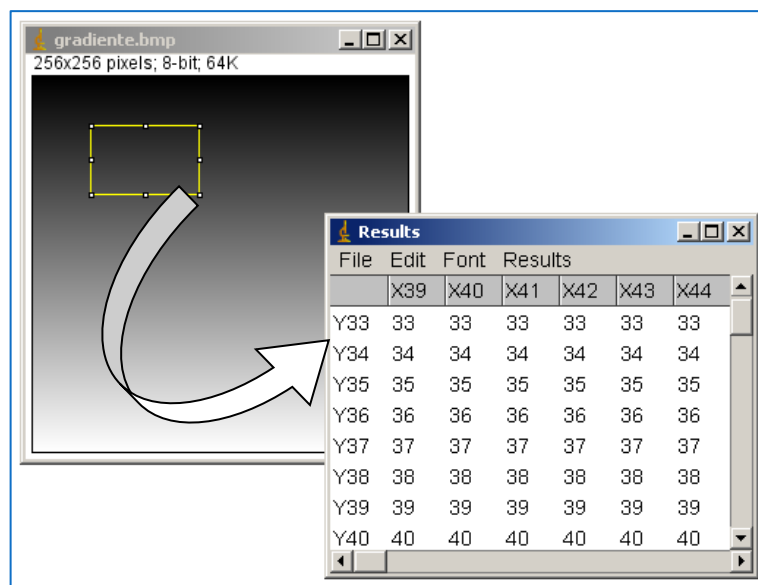 gradiente.bmp
256x256 pixels; 8-bit; 64K
Results
File Edit Font Results
X39 X40 X41 X42 X43 X44
Y33 33 33 33 33 33 33
Y34 34 34 34 34 34 34
Y35 35 35 35 35 35 35
Y36 36 36 36 36 36 36
Y37 37 37 37 37 37 37
Y38 38 38 38 38 38 38
Y39 39 39 39 39 39 39
Y40 40 40 40 40 40 40